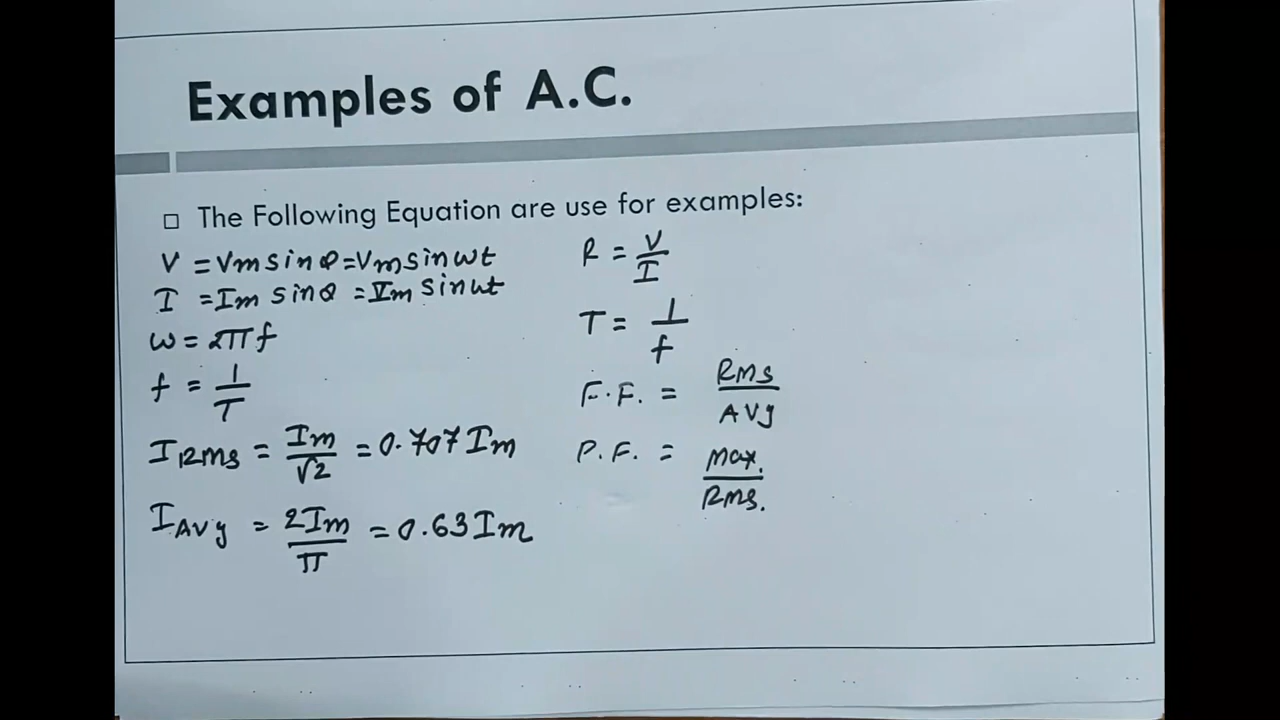 Examples of A.C.
The Following Equation are use for examples:
V = Vm sin θ = Vm sin ωt
I = Im sin θ = Im sin ωt
ω = 2πf
f = 1/T
IRMS = Im/√2 = 0.707 Im
IAvg = 2Im/π = 0.63 Im
R = V/I
T = 1/f
F.F. = RMS/AVg
P.F. = Max./RMS.